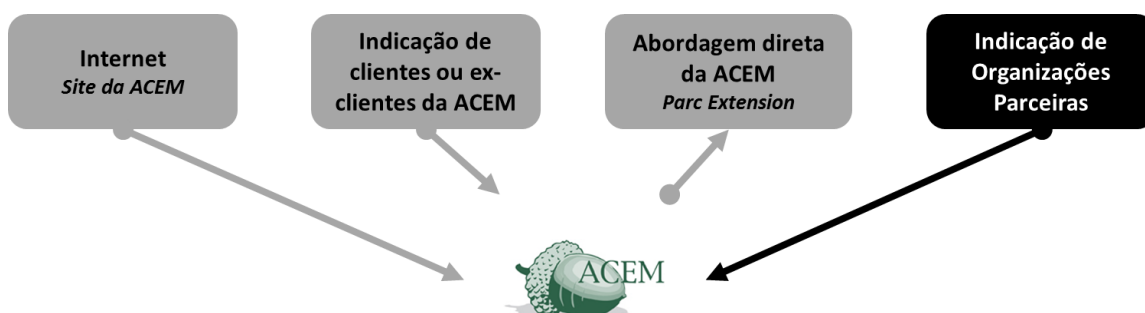 Internet
Site da ACEM
Indicação de
clientes ou ex-
clientes da ACEM
Abordagem direta
da ACEM
Parc Extension
Indicação de
Organizações
Parceiras
ACEM